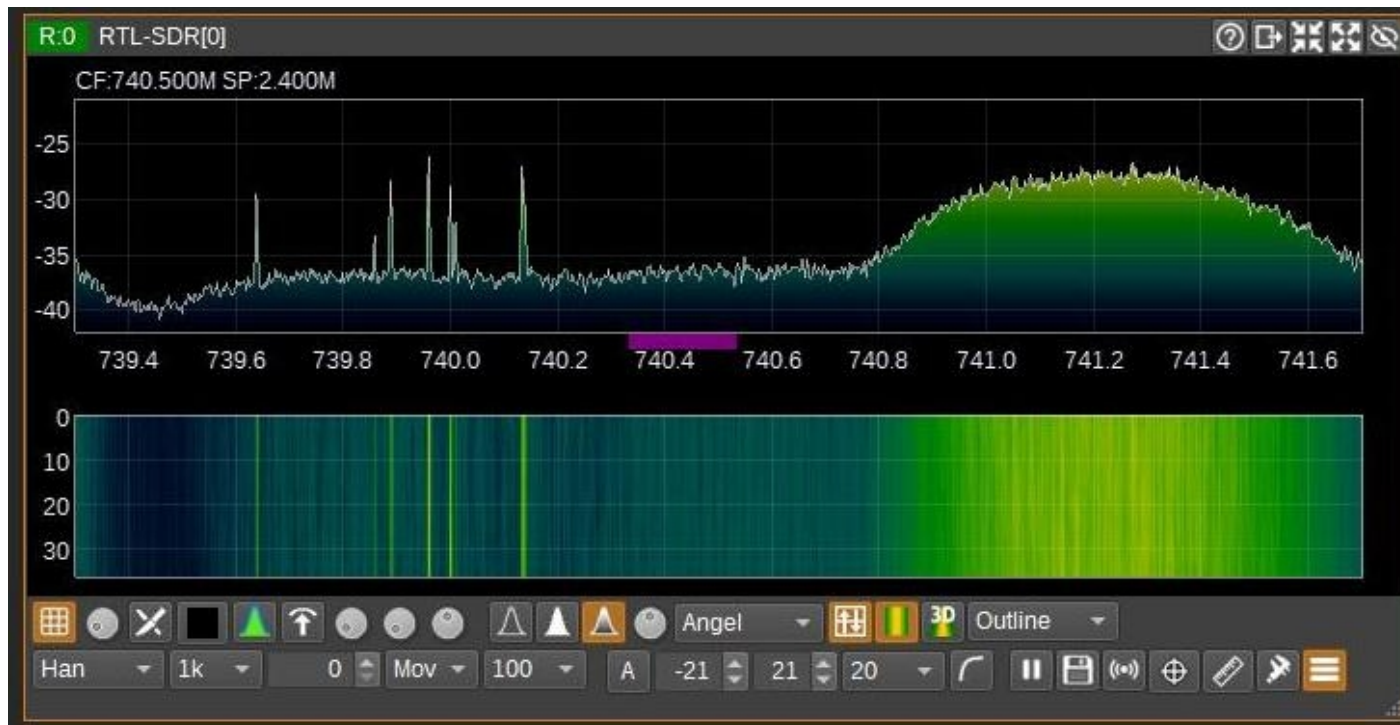 R:0 RTL-SDR[0]
CF:740.500M SP:2.400M
-25
-30
-35
-40
739.4 739.6 739.8 740.0 740.2 740.4 740.6 740.8 741.0 741.2 741.4 741.6
0
10
20
30
Angel 3D Outline
Han 1k 0 Mov 100 A -21 21 20